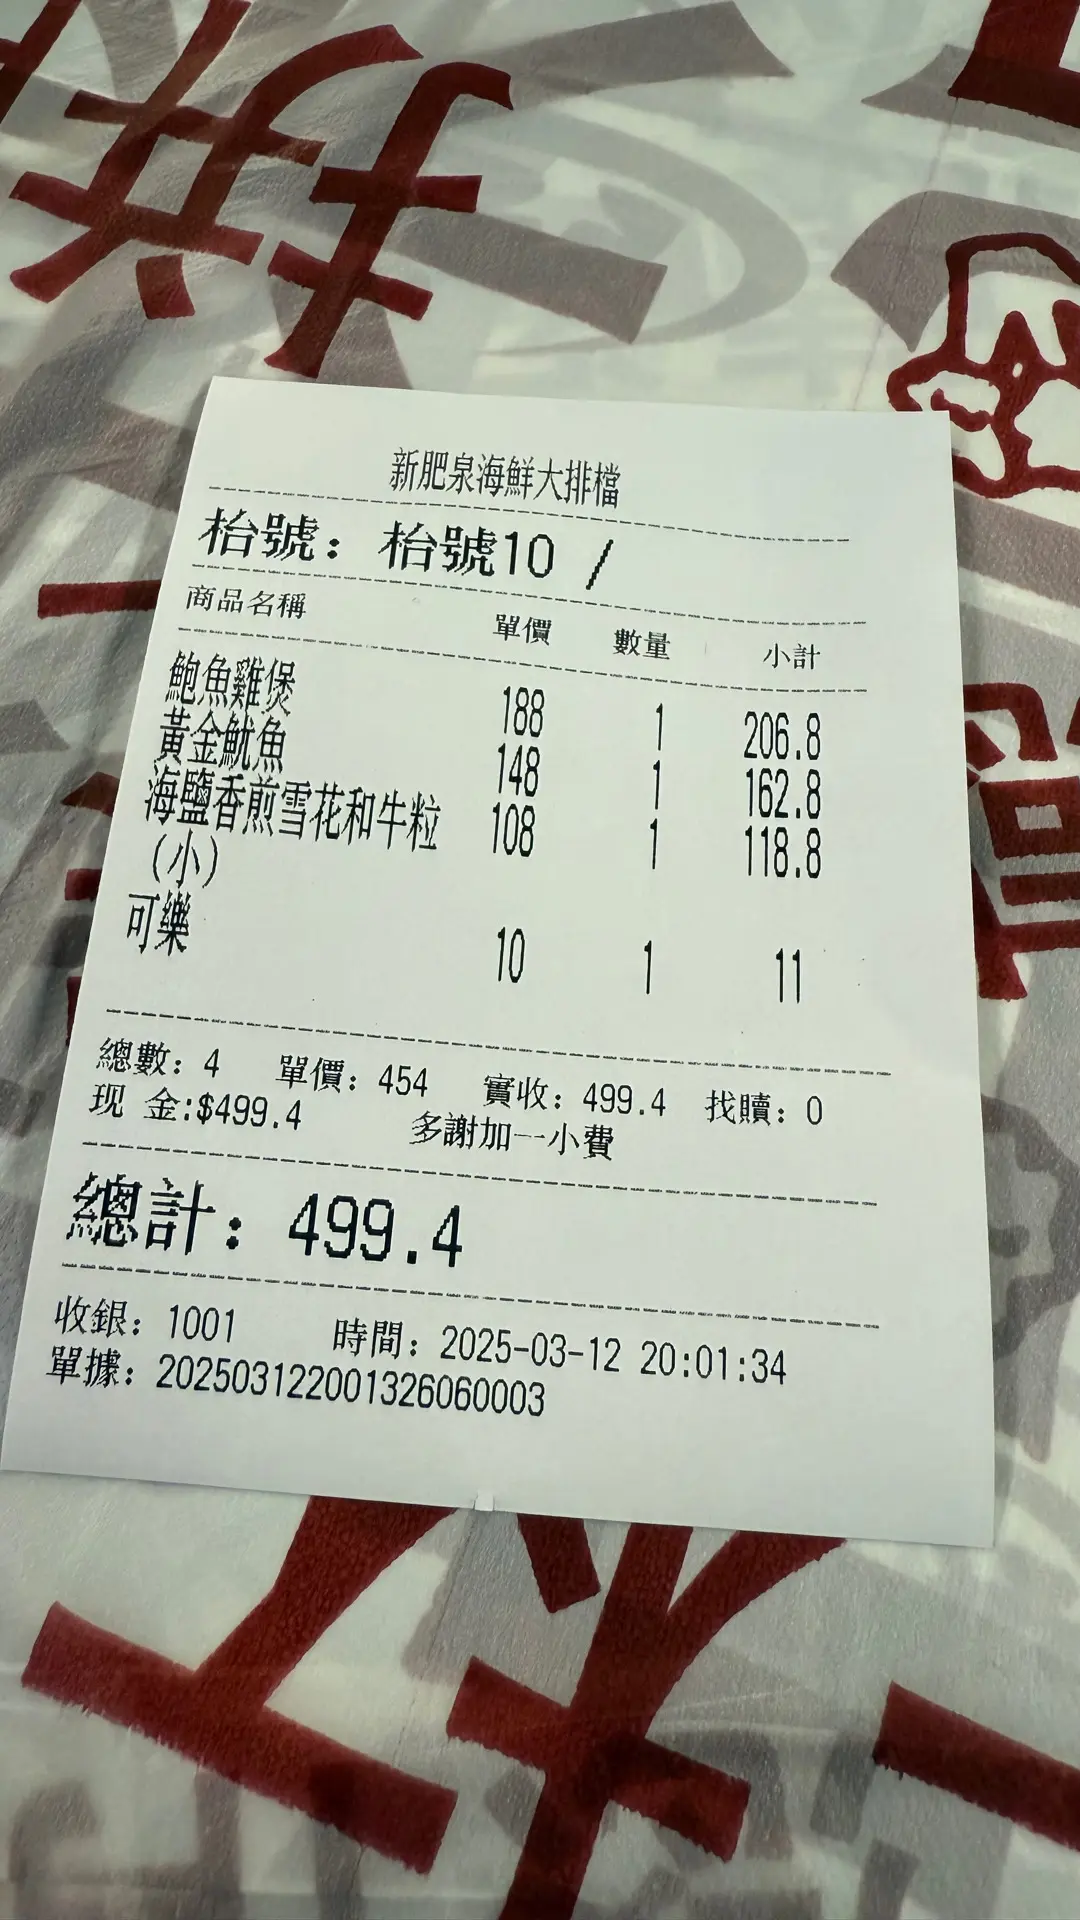 新肥泉海鮮大排檔
枱號: 枱號10 /
商品名稱 單價 數量 小計
鮑魚雞煲 188 1 206.8
黃金魷魚 148 1 162.8
海鹽香煎雪花和牛粒 108 1 118.8
(小)
可樂 10 1 11
總數: 4 單價: 454 實收: 499.4 找贖: 0
现 金:$499.4 多謝加一小費
總計: 499.4
收銀: 1001 時間: 2025-03-12 20:01:34
單據: 202503122001326060003